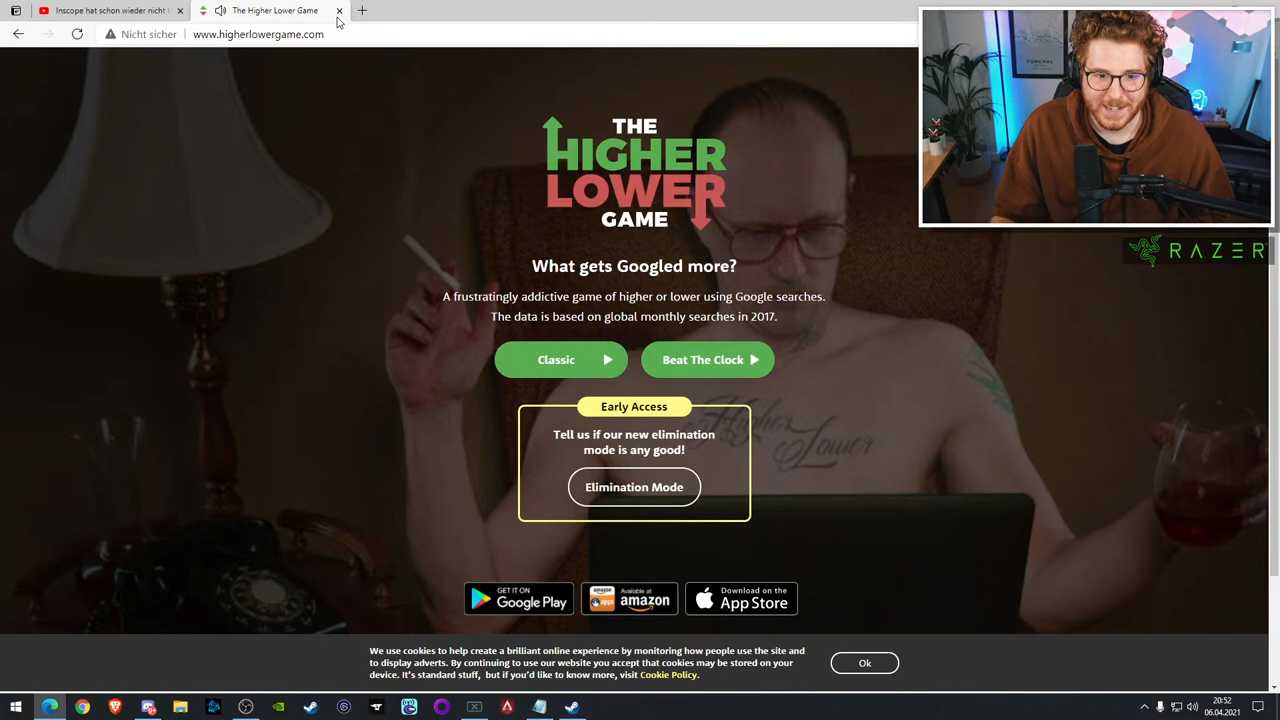 Inscope hat schon wieder nicht
The Higher Lower Game
Nicht sicher
www.higherlowergame.com
THE
HIGHER
LOWER
GAME
What gets Googled more?
A frustratingly addictive game of higher or lower using Google searches.
The data is based on global monthly searches in 2017.
Classic
Beat The Clock
Early Access
Tell us if our new elimination
mode is any good!
Elimination Mode
Higher Lower
RAZER
GET IT ON
Google Play
Available at
amazon
apps
Download on the
App Store
We use cookies to help create a brilliant online experience by monitoring how people use the site and
to display adverts. By continuing to use our website you accept that cookies may be stored on your
device. It's standard stuff, but if you'd like to know more, visit Cookie Policy.
Ok
20:52
06.04.2021